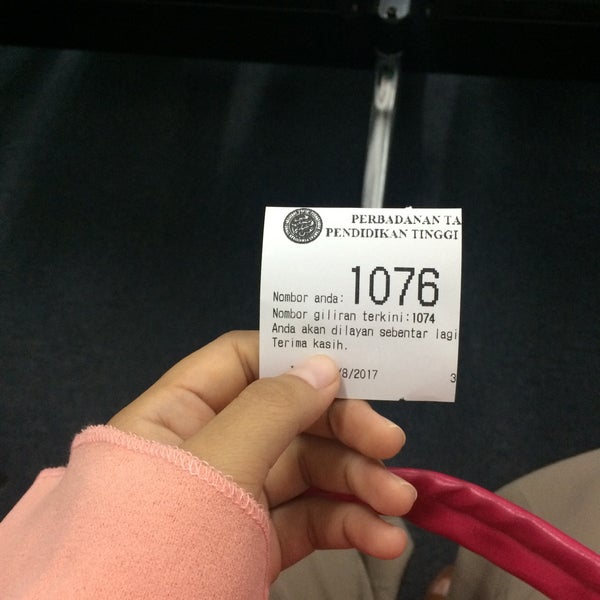 PERBADANAN TA
PENDIDIKAN TINGGI
Nombor anda: 1076
Nombor giliran terkini:1074
Anda akan dilayan sebentar lagi
Terima kasih.
/8/2017 3